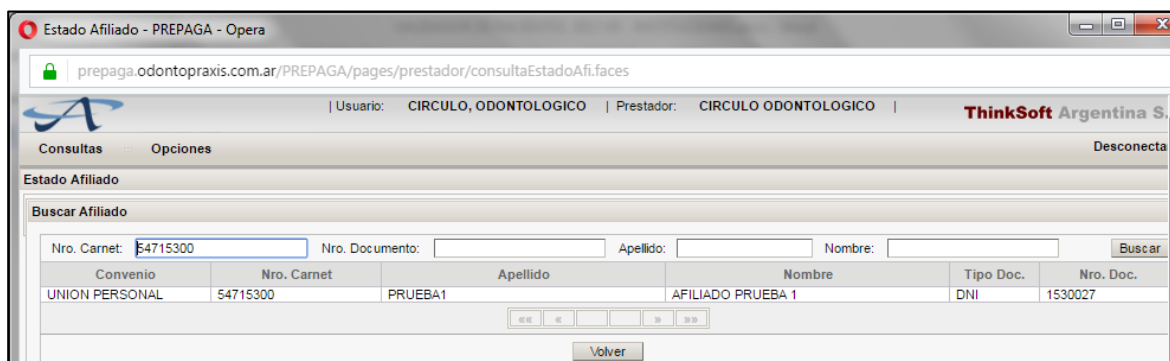 Estado Afiliado - PREPAGA - Opera
prepaga.odontopraxis.com.ar/PREPAGA/pages/prestador/consultaEstadoAfi.faces
| Usuario: CIRCULO, ODONTOLOGICO | Prestador: CIRCULO ODONTOLOGICO |
ThinkSoft Argentina S.
Consultas Opciones Desconecta
Estado Afiliado
Buscar Afiliado
Nro. Carnet: 54715300 Nro. Documento: Apellido: Nombre: Buscar
Convenio Nro. Carnet Apellido Nombre Tipo Doc. Nro. Doc.
UNION PERSONAL 54715300 PRUEBA1 AFILIADO PRUEBA 1 DNI 1530027
«« « » »»
Volver